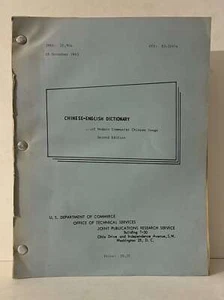 CHINESE-ENGLISH DICTIONARY
...of Modern Communist Chinese Usage
Second Edition
U. S. DEPARTMENT OF COMMERCE
OFFICE OF TECHNICAL SERVICES
JOINT PUBLICATIONS RESEARCH SERVICE
Building T-30
Ohio Drive and Independence Avenue, S.W.
Washington 25, D. C.